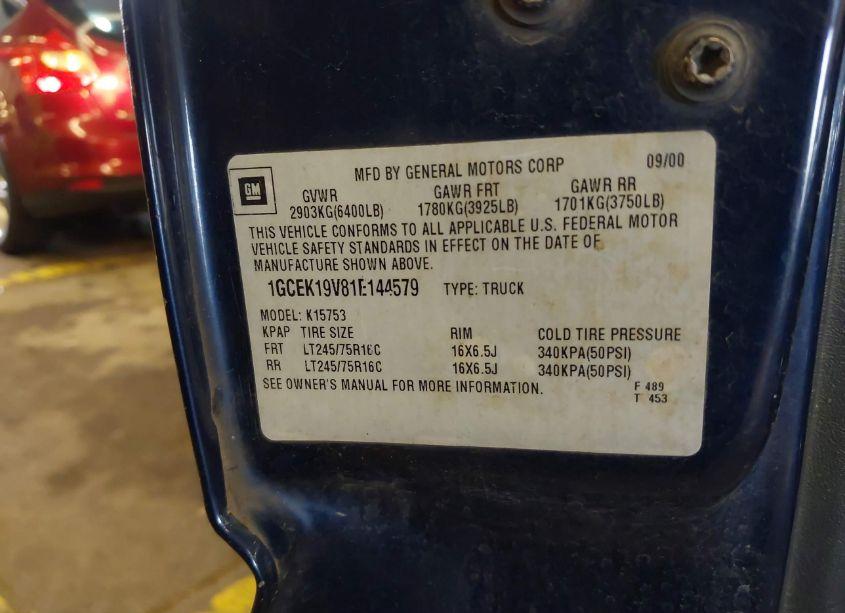 MFD BY GENERAL MOTORS CORP 09/00
GM
GVWR GAWR FRT GAWR RR
2903KG(6400LB) 1780KG(3925LB) 1701KG(3750LB)
THIS VEHICLE CONFORMS TO ALL APPLICABLE U.S. FEDERAL MOTOR
VEHICLE SAFETY STANDARDS IN EFFECT ON THE DATE OF
MANUFACTURE SHOWN ABOVE.
1GCEK19V81E144579 TYPE: TRUCK
MODEL: K15753
KPAP TIRE SIZE RIM COLD TIRE PRESSURE
FRT LT245/75R16C 16X6.5J 340KPA(50PSI)
RR LT245/75R16C 16X6.5J 340KPA(50PSI)
SEE OWNER'S MANUAL FOR MORE INFORMATION.
F 489
T 453